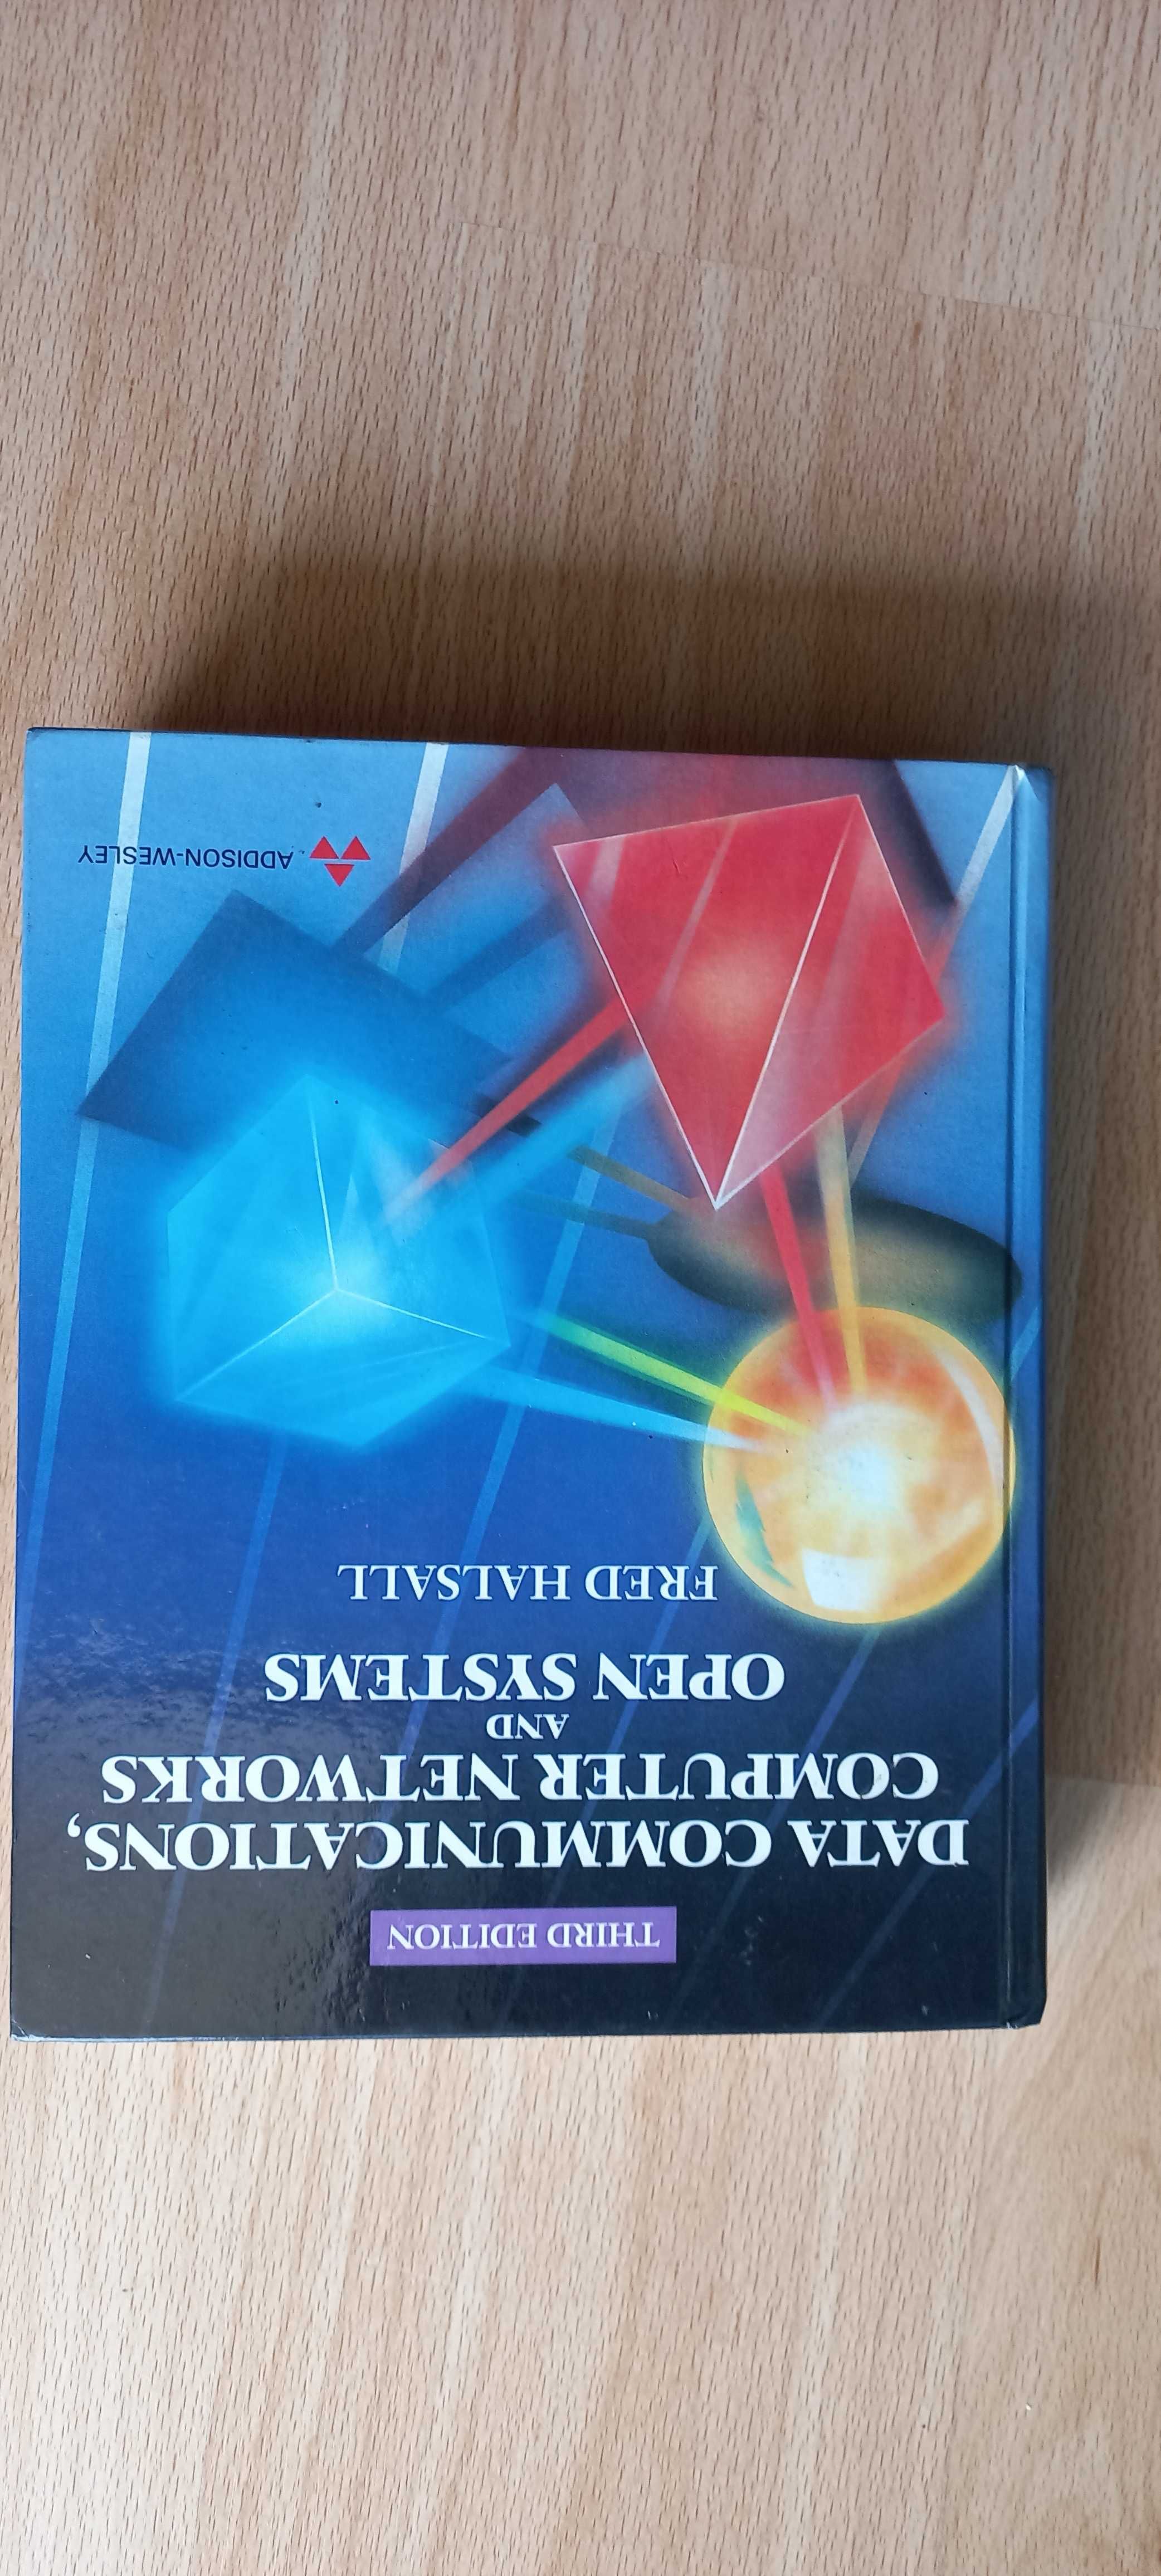 THIRD EDITION
DATA COMMUNICATIONS,
COMPUTER NETWORKS
AND
OPEN SYSTEMS
FRED HALSALL
ADDISON-WESLEY